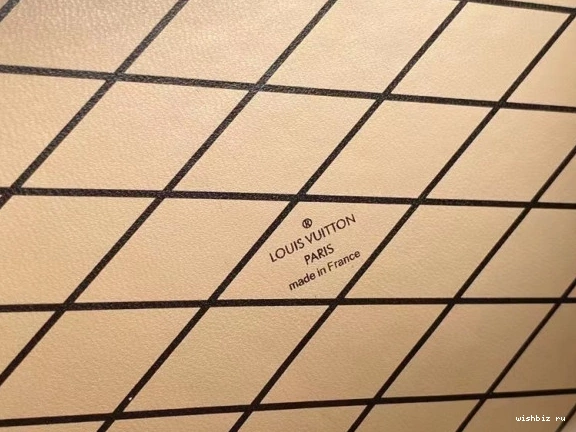 ®
LOUIS VUITTON
PARIS
made in France
wishbiz ru